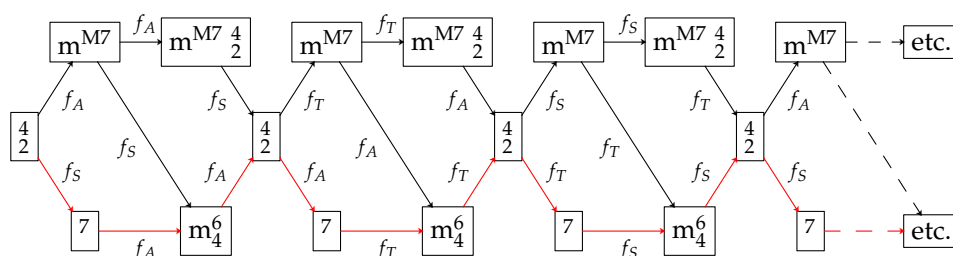 f_A f_T f_S
m^{M7} m^{M7} 4 2 m^{M7} m^{M7} 4 2 m^{M7} m^{M7} 4 2 m^{M7} etc.
f_A f_S f_T f_A f_S f_T f_A
4 2 4 2 4 2 4 2
f_S f_S f_A f_A f_A f_T f_T f_T f_S f_S
7 m^6_4 7 m^6_4 7 m^6_4 7 etc.
f_A f_T f_S